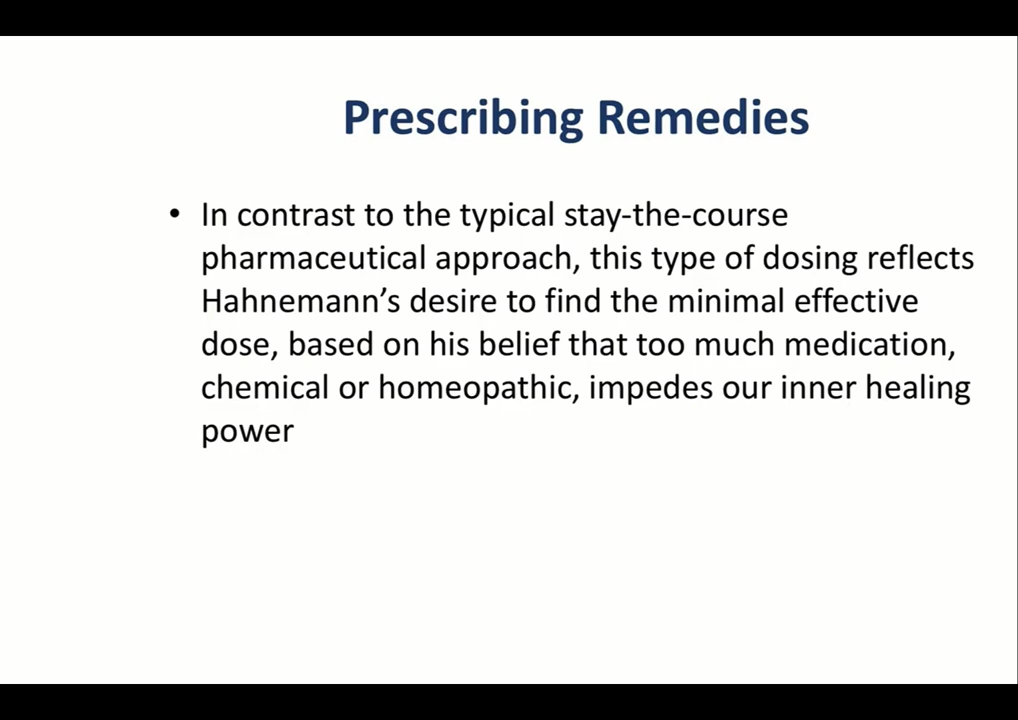 Prescribing Remedies
• In contrast to the typical stay-the-course
pharmaceutical approach, this type of dosing reflects
Hahnemann’s desire to find the minimal effective
dose, based on his belief that too much medication,
chemical or homeopathic, impedes our inner healing
power